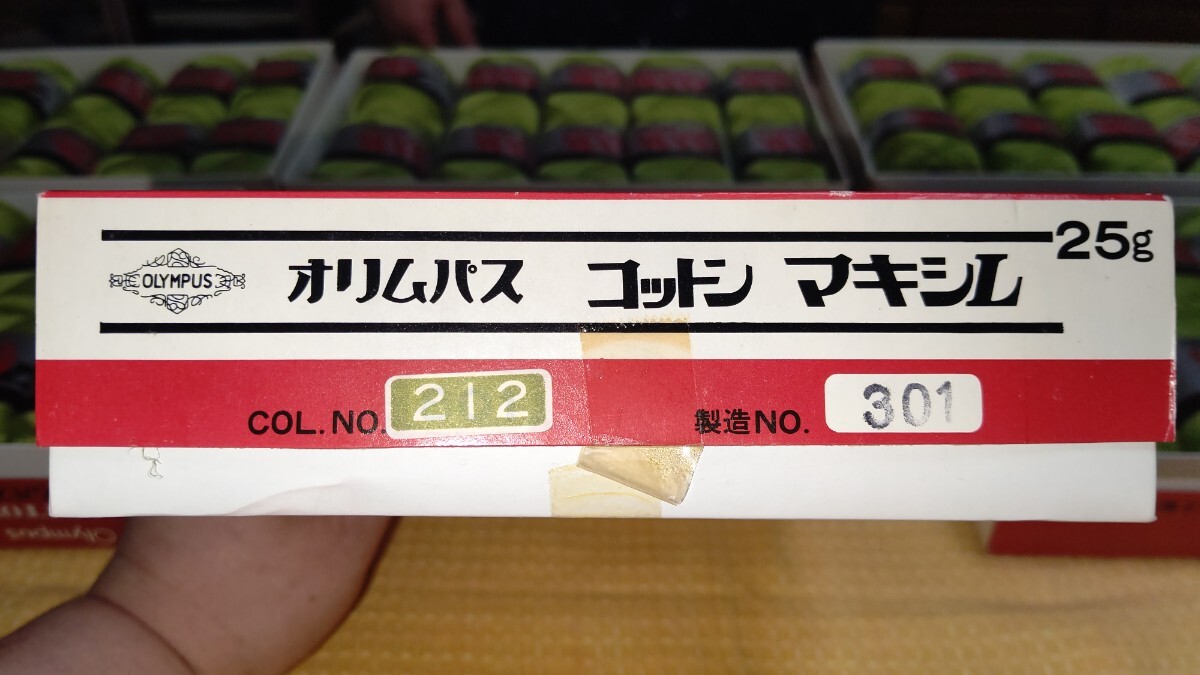 25g
OLYMPUS オリムパス コットン マキシム
COL.NO. 212 製造NO. 301
Olympus